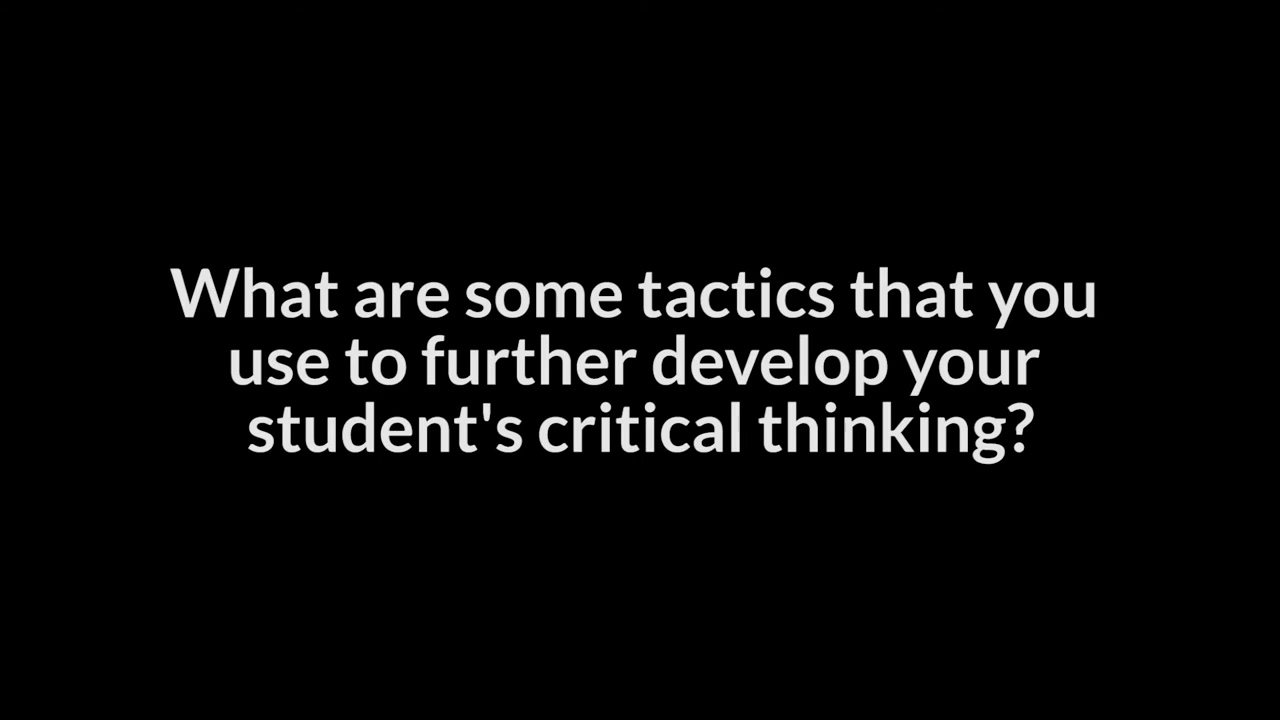 What are some tactics that you
use to further develop your
student's critical thinking?